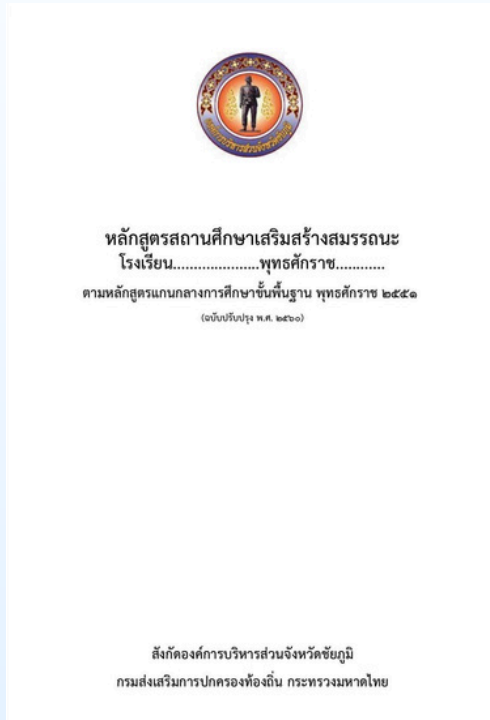 หลักสูตรสถานศึกษาเสริมสร้างสมรรถนะ
โรงเรียน.....................พุทธศักราช............
ตามหลักสูตรแกนกลางการศึกษาขั้นพื้นฐาน พุทธศักราช ๒๕๕๑
(ฉบับปรับปรุง พ.ศ. ๒๕๖๐)
สังกัดองค์การบริหารส่วนจังหวัดชัยภูมิ
กรมส่งเสริมการปกครองท้องถิ่น กระทรวงมหาดไทย